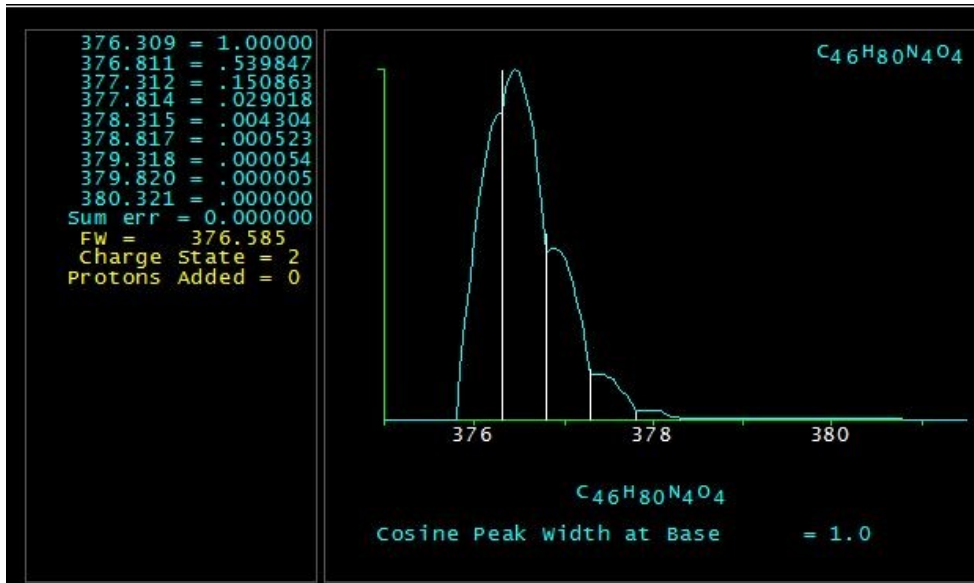 376.309 = 1.00000
376.811 = .539847
377.312 = .150863
377.814 = .029018
378.315 = .004304
378.817 = .000523
379.318 = .000054
379.820 = .000005
380.321 = .000000
Sum err = 0.000000
FW = 376.585
Charge State = 2
Protons Added = 0
C46H80N4O4
376 378 380
C46H80N4O4
Cosine Peak Width at Base = 1.0